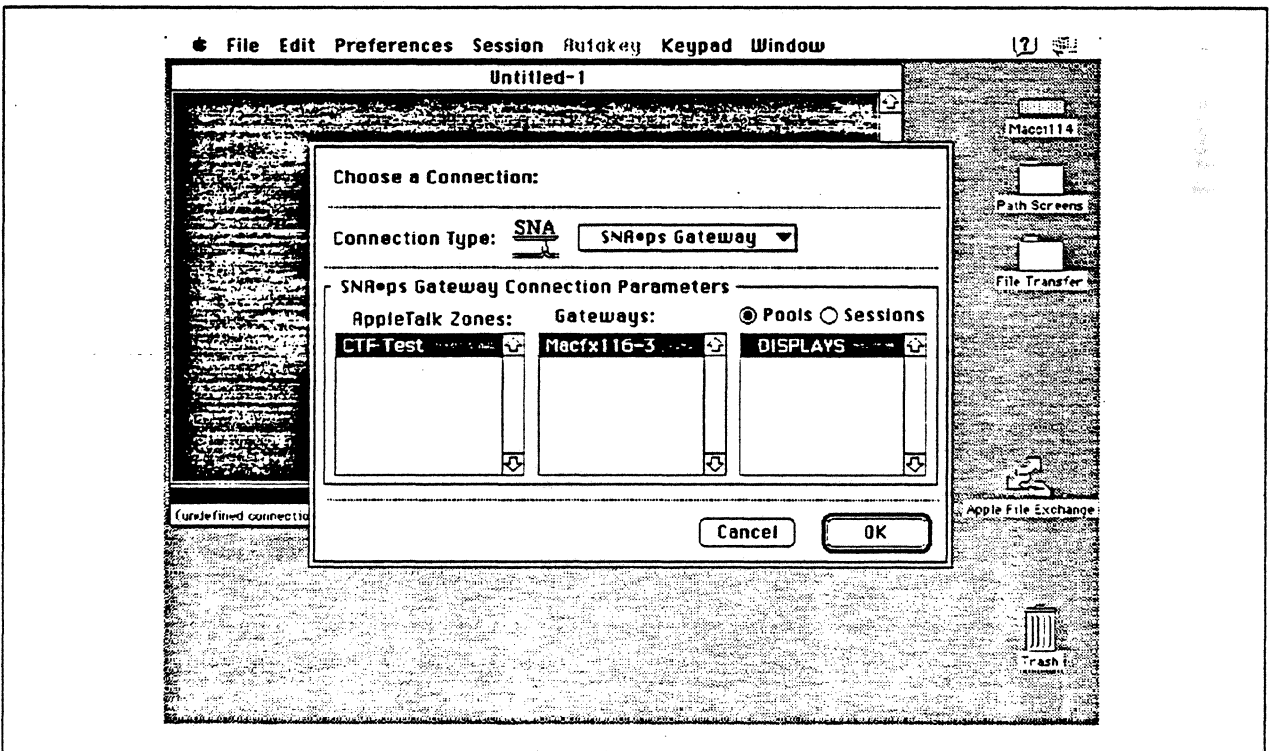 File Edit Preferences Session Autokey Keypad Window
Untitled-1
Choose a Connection:
Connection Type: SNA SNA•ps Gateway
SNA•ps Gateway Connection Parameters
AppleTalk Zones: Gateways: Pools Sessions
CTF Test Macfx116-3 DISPLAYS
Cancel OK
(undefined connectio
Path Screens
File Transfer
Apple File Exchange
Trash